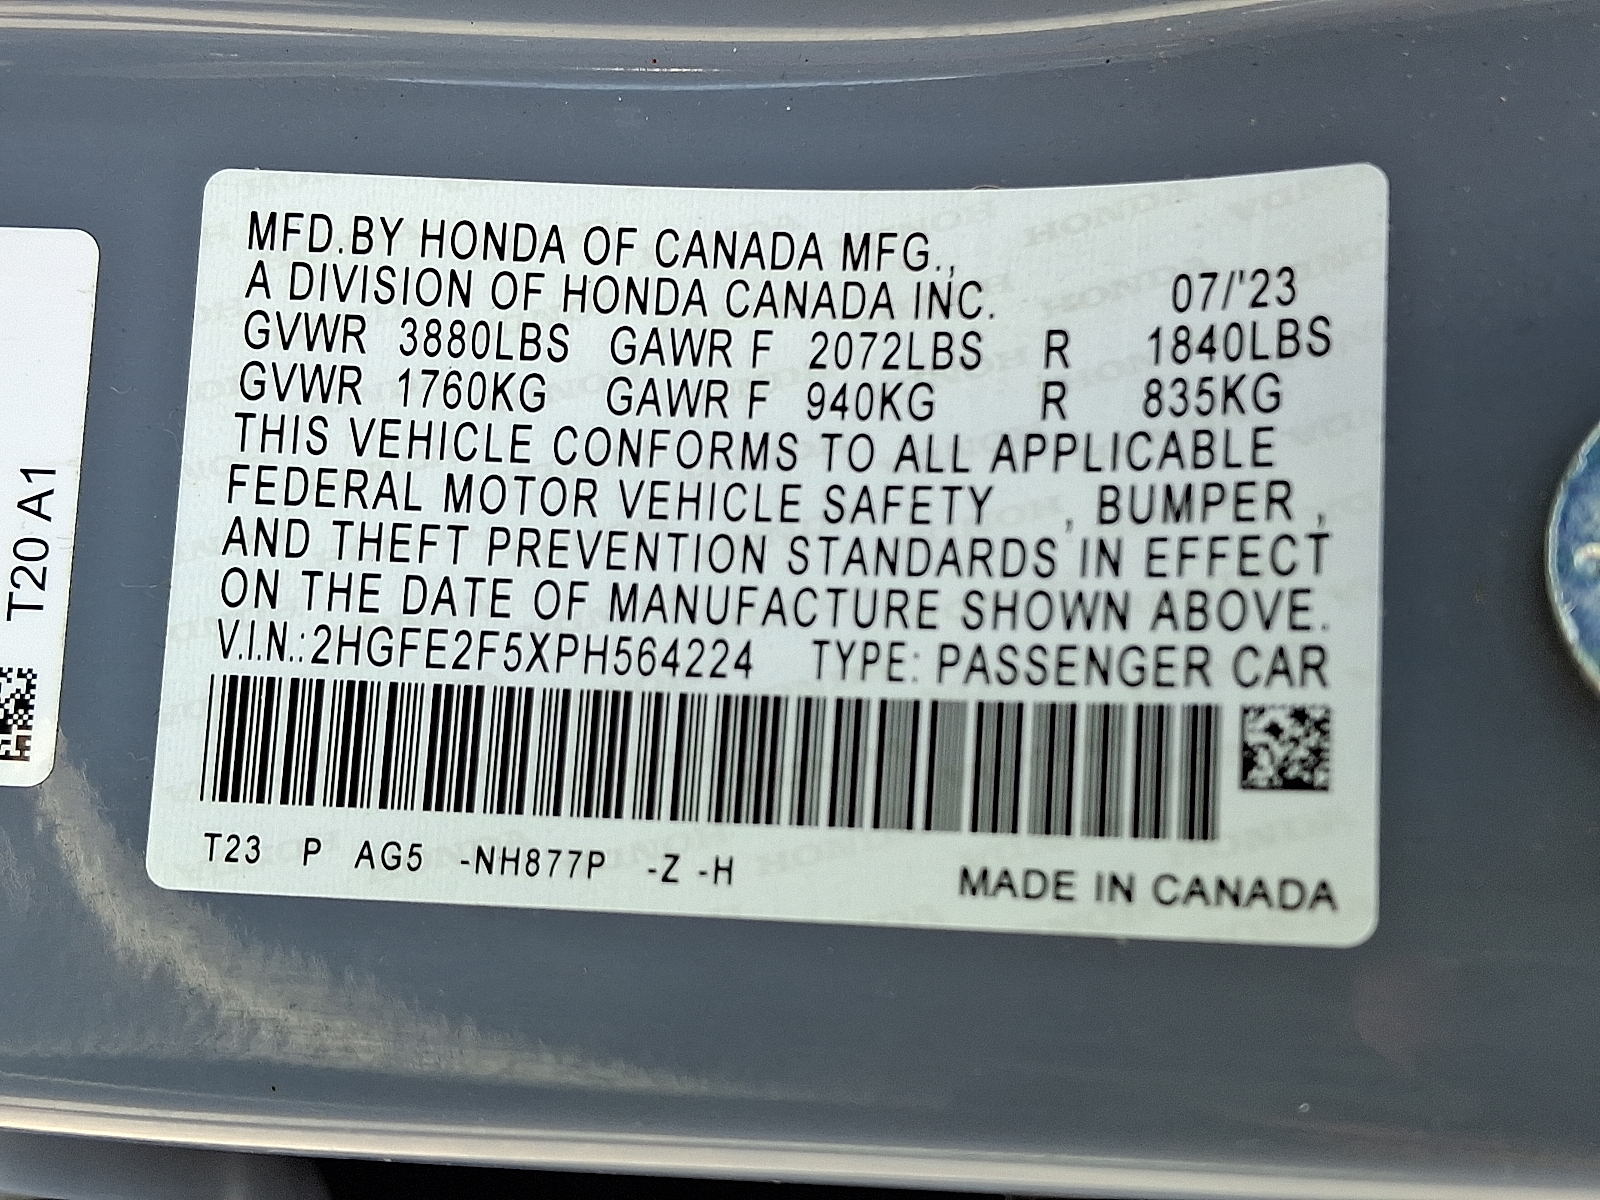 MFD.BY HONDA OF CANADA MFG.,
A DIVISION OF HONDA CANADA INC. 07/'23
GVWR 3880LBS GAWR F 2072LBS R 1840LBS
GVWR 1760KG GAWR F 940KG R 835KG
THIS VEHICLE CONFORMS TO ALL APPLICABLE
FEDERAL MOTOR VEHICLE SAFETY , BUMPER ,
AND THEFT PREVENTION STANDARDS IN EFFECT
ON THE DATE OF MANUFACTURE SHOWN ABOVE.
V.I.N.:2HGFE2F5XPH564224 TYPE: PASSENGER CAR
T23 P AG5 -NH877P -Z -H
MADE IN CANADA
T20 A1